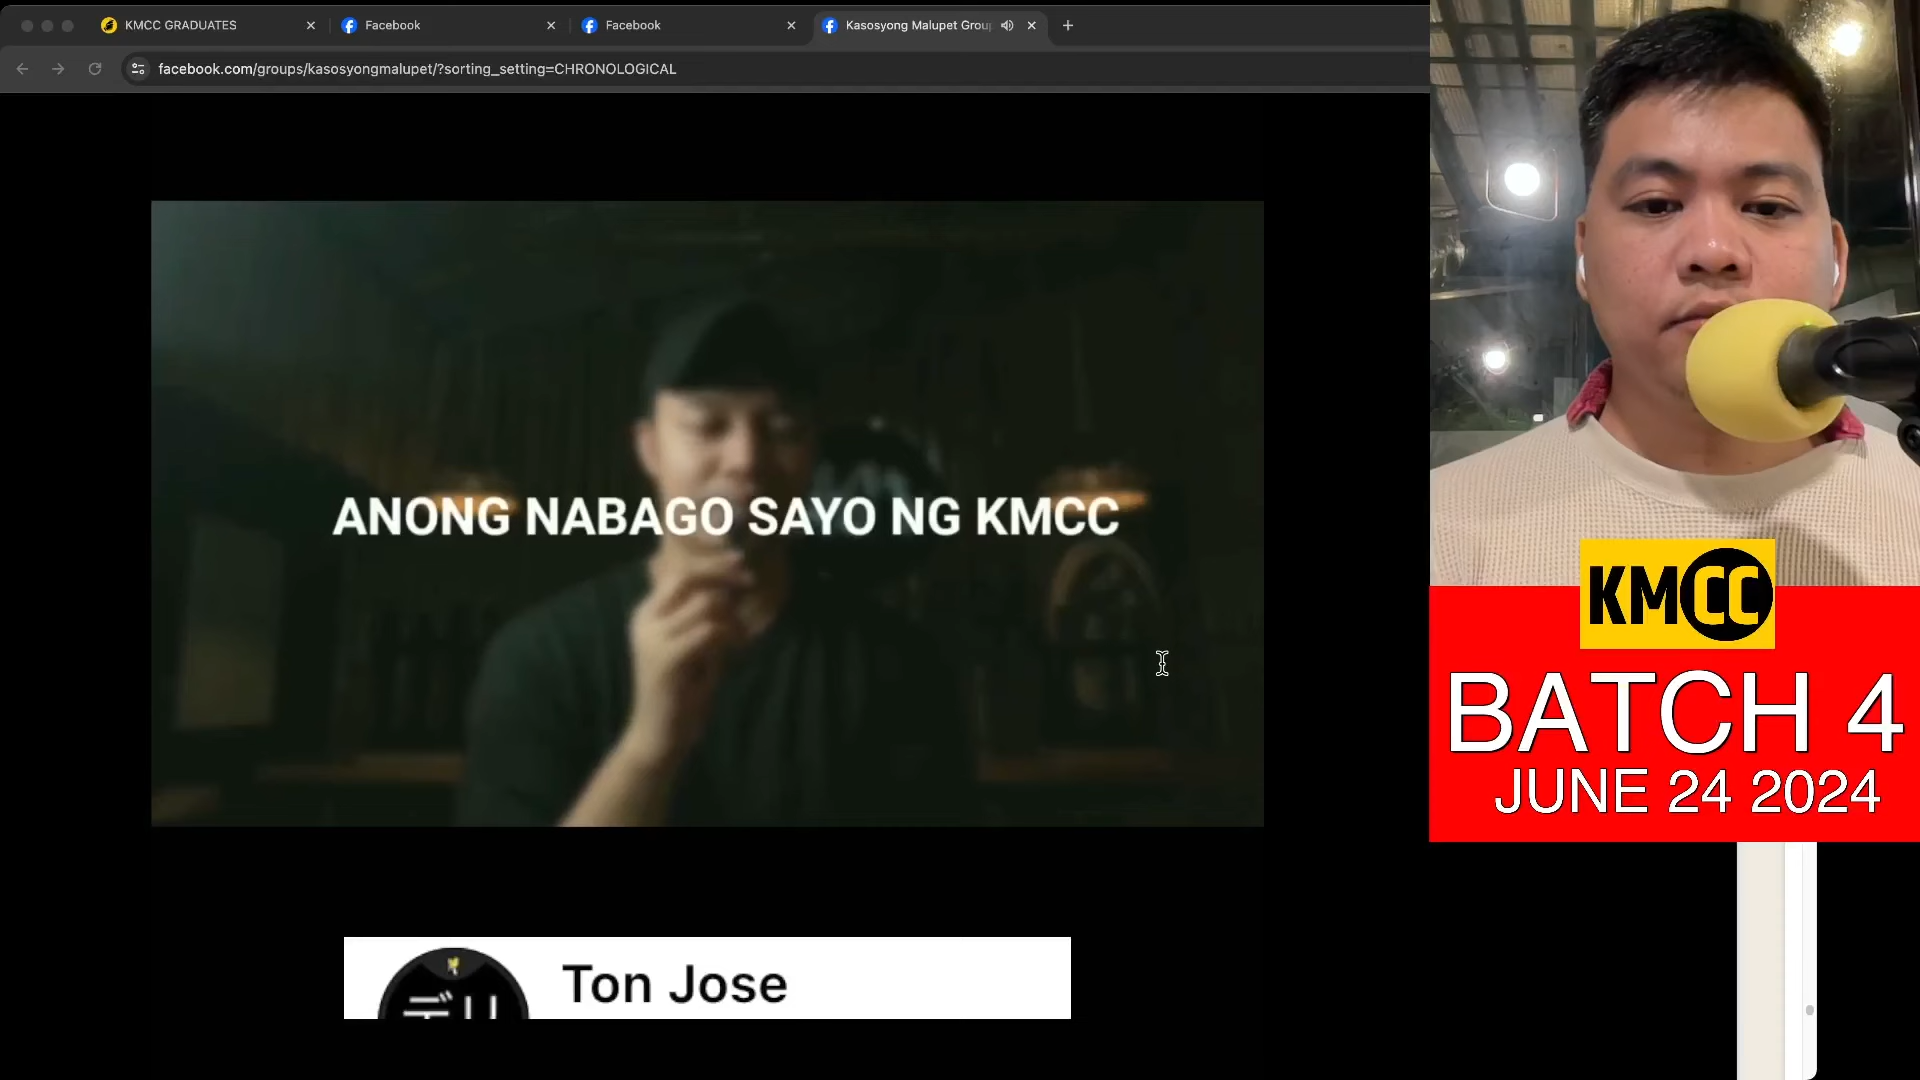 KMCC GRADUATES
Facebook
Facebook
Kasosyong Malupet Grou
facebook.com/groups/kasosyongmalupet/?sorting_setting=CHRONOLOGICAL
ANONG NABAGO SAYO NG KMCC
KMCC
BATCH 4
JUNE 24 2024
Ton Jose